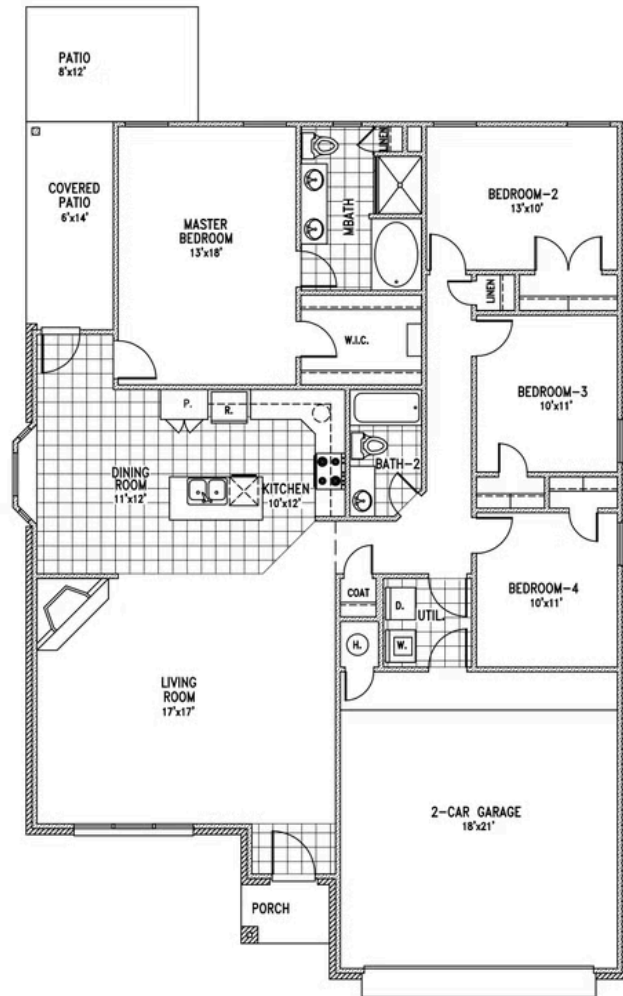 PATIO
8'x12'
COVERED
PATIO
6'x14'
MASTER
BEDROOM
13'x18'
MBATH
LINEN
BEDROOM-2
13'x10'
LINEN
W.I.C.
BEDROOM-3
10'x11'
P.
R.
DINING
ROOM
11'x12'
KITCHEN
10'x12'
BATH-2
COAT
D.
UTIL.
W.
H.
BEDROOM-4
10'x11'
LIVING
ROOM
17'x17'
2-CAR GARAGE
18'x21'
PORCH